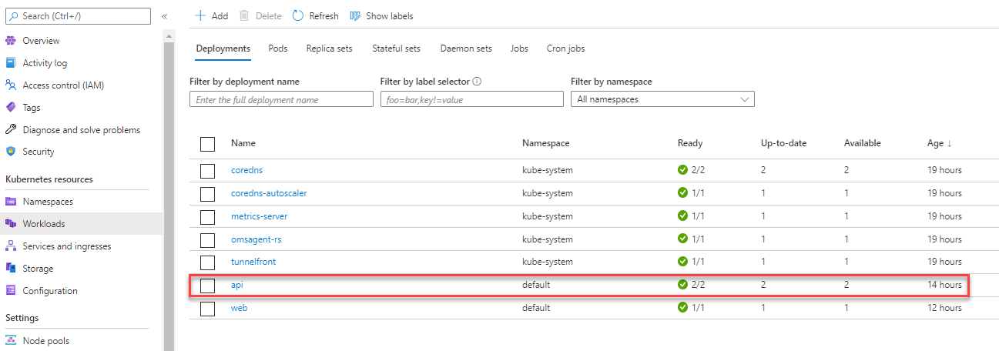 Search (Ctrl+/)
«
Overview
Activity log
Access control (IAM)
Tags
Diagnose and solve problems
Security
Kubernetes resources
Namespaces
Workloads
Services and ingresses
Storage
Configuration
Settings
Node pools
Add Delete Refresh Show labels
Deployments Pods Replica sets Stateful sets Daemon sets Jobs Cron jobs
Filter by deployment name Filter by label selector Filter by namespace
Enter the full deployment name foo=bar,key!=value All namespaces
Name Namespace Ready Up-to-date Available Age ↓
coredns kube-system 2/2 2 2 19 hours
coredns-autoscaler kube-system 1/1 1 1 19 hours
metrics-server kube-system 1/1 1 1 19 hours
omsagent-rs kube-system 1/1 1 1 19 hours
tunnelfront kube-system 1/1 1 1 19 hours
api default 2/2 2 2 14 hours
web default 1/1 1 1 12 hours